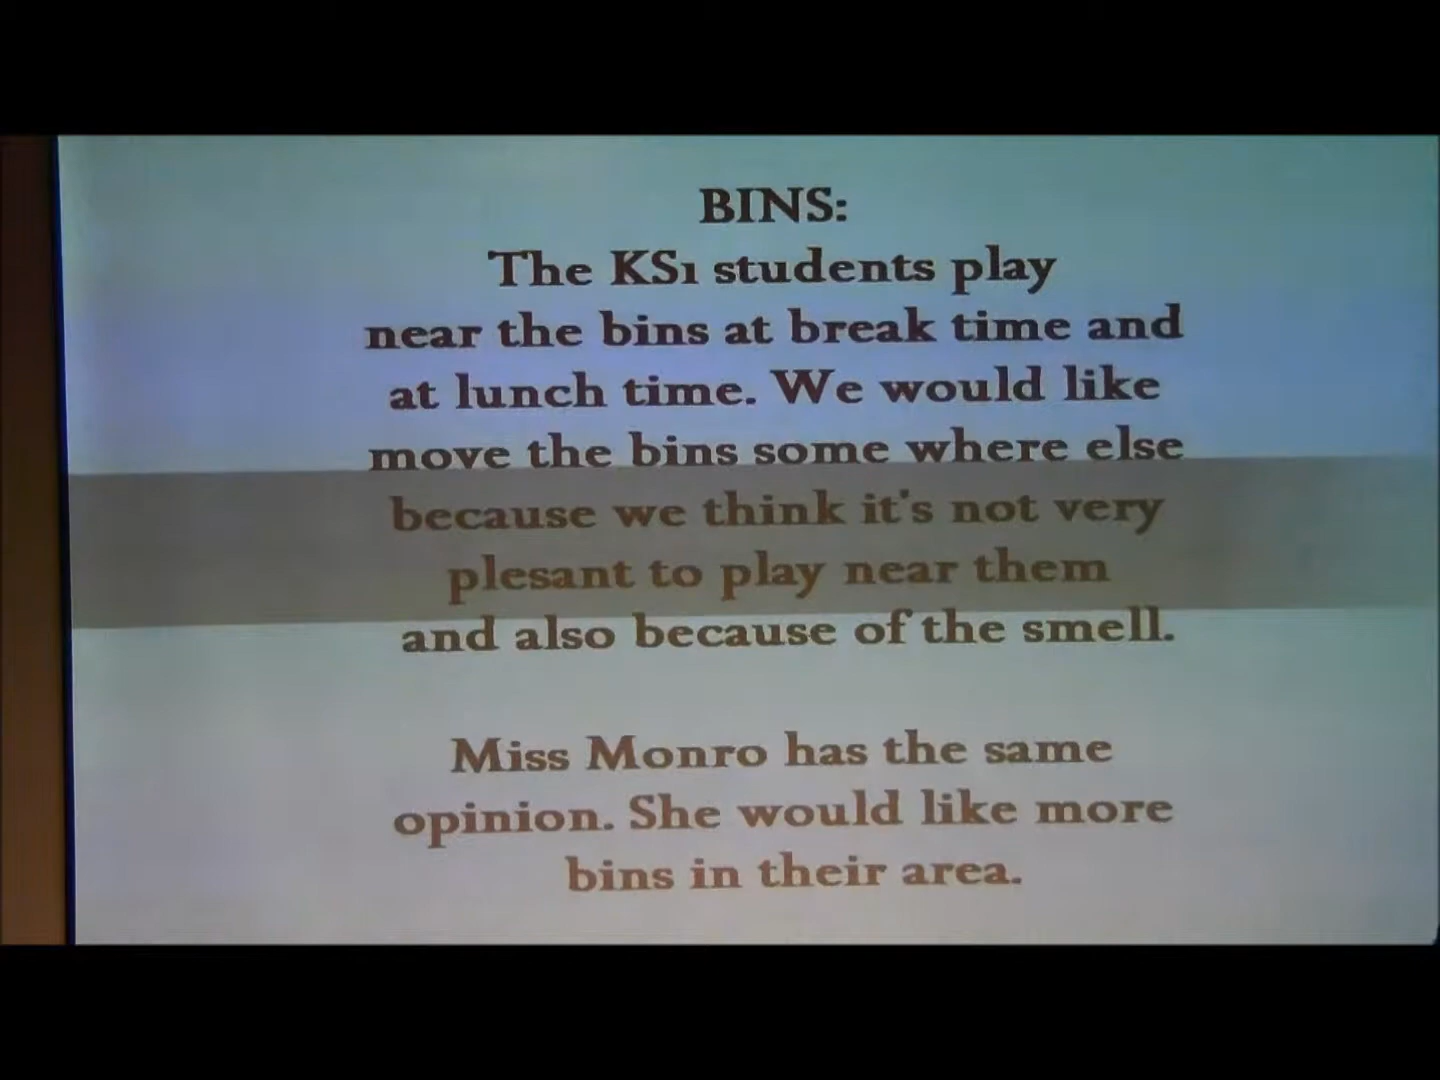 BINS:
The KS1 students play
near the bins at break time and
at lunch time. We would like
move the bins some where else
because we think it's not very
plesant to play near them
and also because of the smell.
Miss Monro has the same
opinion. She would like more
bins in their area.